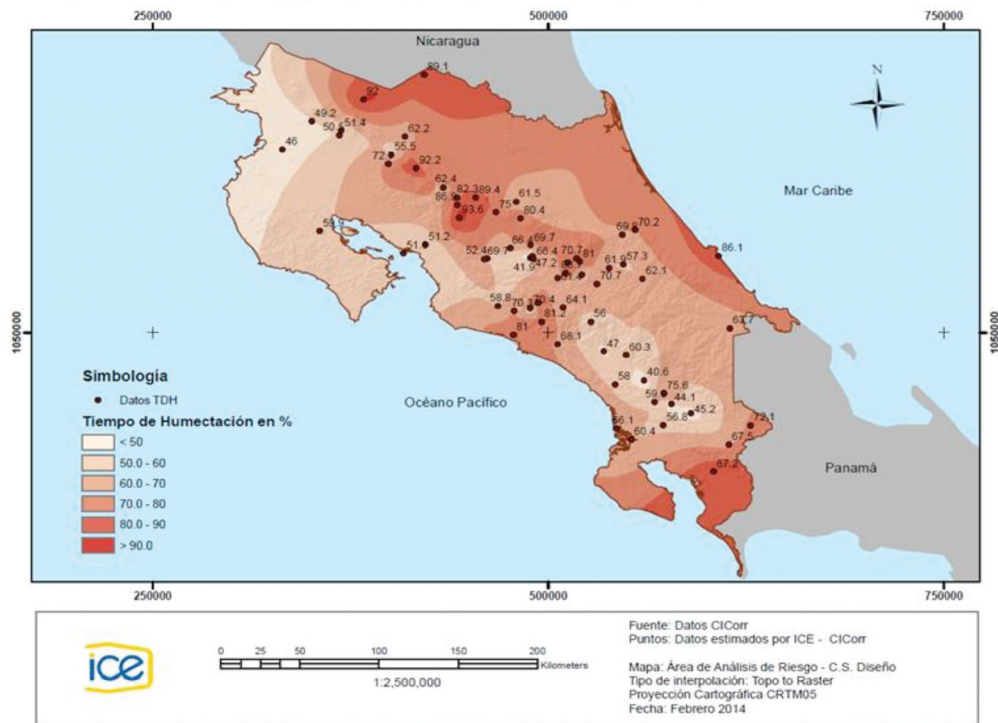 250000 500000 750000
Nicaragua
N
Mar Caribe
Océano Pacífico
Panamá
1050000
1050000
89.1
92
49.2
51.4
46
62.2
55.5
72
92.2
62.4
82.3
89.4
93.6
75
61.5
80.4
69.7
66.4
51.2
52.4
69.7
41.9
47.2
70.7
81
61.9
57.3
70.2
86.1
62.1
70.7
58.8
70.4
64.1
81.2
81
68.1
56
47
60.3
40.6
58
75.6
44.1
45.2
56.8
60.4
72.1
67.5
87.2
Simbología
Datos TDH
Tiempo de Humectación en %
< 50
50.0 - 60
60.0 - 70
70.0 - 80
80.0 - 90
> 90.0
250000 500000 750000
ice
0 25 50 100 150 200
Kilometers
1:2,500,000
Fuente: Datos CICorr
Puntos: Datos estimados por ICE - CICorr
Mapa: Área de Análisis de Riesgo - C.S. Diseño
Tipo de interpolación: Topo to Raster
Proyección Cartográfica CRTM05
Fecha: Febrero 2014